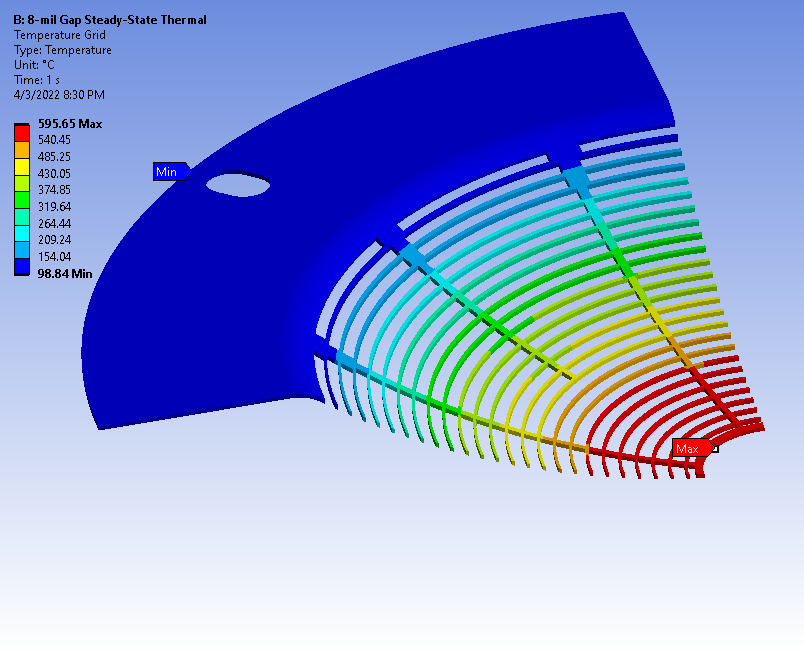 B: 8-mil Gap Steady-State Thermal
Temperature Grid
Type: Temperature
Unit: °C
Time: 1 s
4/3/2022 8:30 PM
595.65 Max
540.45
485.25
430.05
374.85
319.64
264.44
209.24
154.04
98.84 Min
Min
Max